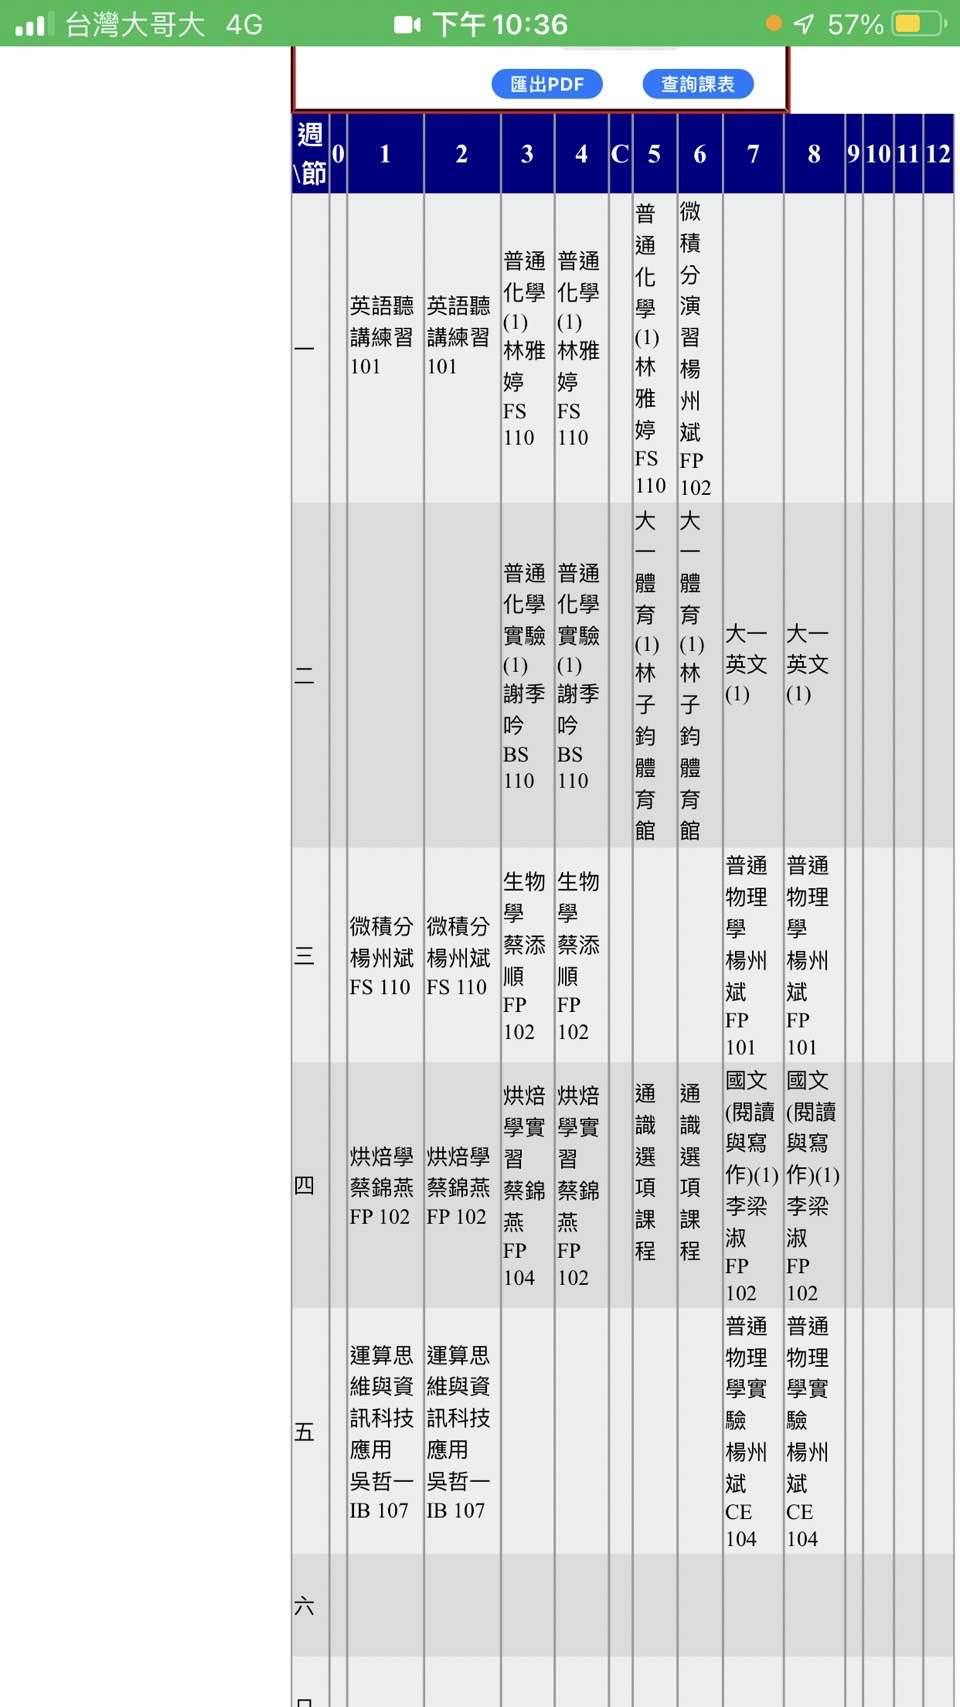 台灣大哥大 4G 下午10:36 57%
匯出PDF 查詢課表
週\節 0 1 2 3 4 C 5 6 7 8 9 10 11 12
一
英語聽
講練習
101
英語聽
講練習
101
普通
化學
(1)
林雅
婷
FS
110
普通
化學
(1)
林雅
婷
FS
110
普
通
化
學
(1)
林
雅
婷
FS
110
微
積
分
演
習
楊
州
斌
FP
102
二
普通
化學
實驗
(1)
謝季
吟
BS
110
普通
化學
實驗
(1)
謝季
吟
BS
110
大
一
體
育
(1)
林
子
鈞
體
育
館
大
一
體
育
(1)
林
子
鈞
體
育
館
大一
英文
(1)
大一
英文
(1)
三
微積分
楊州斌
FS 110
微積分
楊州斌
FS 110
生物
學
蔡添
順
FP
102
生物
學
蔡添
順
FP
102
普通
物理
學
楊州
斌
FP
101
普通
物理
學
楊州
斌
FP
101
四
烘焙學
蔡錦燕
FP 102
烘焙學
蔡錦燕
FP 102
烘焙
學實
習
蔡錦
燕
FP
104
烘焙
學實
習
蔡錦
燕
FP
102
通
識
選
項
課
程
通
識
選
項
課
程
國文
(閱讀
與寫
作)(1)
李梁
淑
FP
102
國文
(閱讀
與寫
作)(1)
李梁
淑
FP
102
五
運算思
維與資
訊科技
應用
吳哲一
IB 107
運算思
維與資
訊科技
應用
吳哲一
IB 107
普通
物理
學實
驗
楊州
斌
CE
104
普通
物理
學實
驗
楊州
斌
CE
104
六